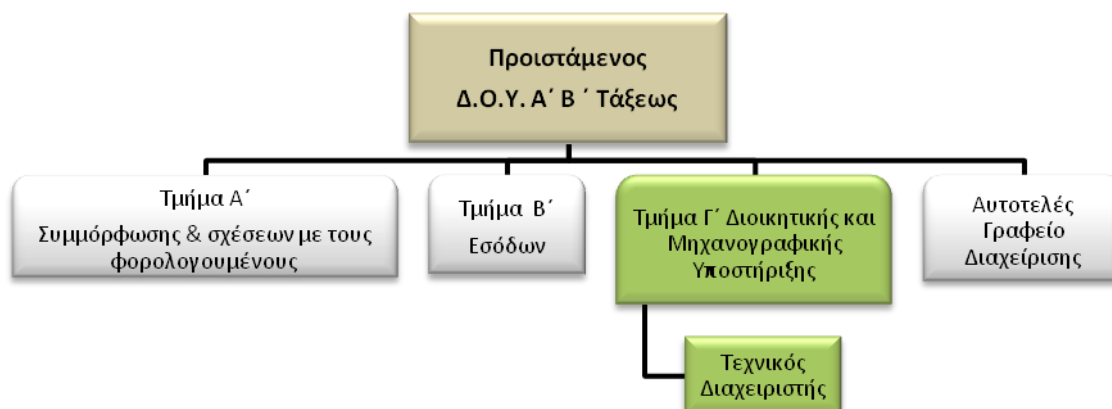 Προιστάμενος
Δ.Ο.Υ. Α΄ Β ΄ Τάξεως
Τμήμα Α΄
Συμμόρφωσης & σχέσεων με τους
φορολογουμένους
Τμήμα Β΄
Εσόδων
Τμήμα Γ΄ Διοικητικής και
Μηχανογραφικής
Υποστήριξης
Αυτοτελές
Γραφείο
Διαχείρισης
Τεχνικός
Διαχειριστής